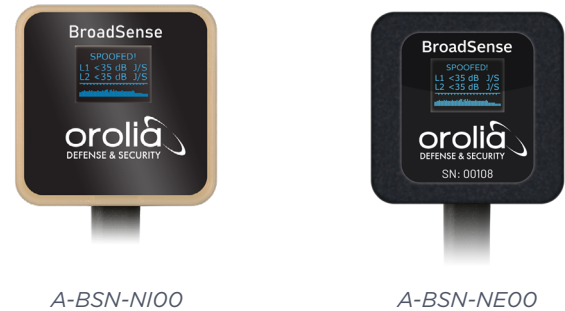 BroadSense
SPOOFED!
L1 <35 dB J/S
L2 <35 dB J/S
orolia
DEFENSE & SECURITY
A-BSN-NI00
BroadSense
SPOOFED!
L1 <35 dB J/S
L2 <35 dB J/S
orolia
DEFENSE & SECURITY
SN: 00108
A-BSN-NE00